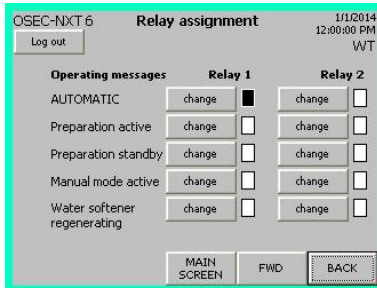 OSEC-NXT 6 Relay assignment 1/1/2014
12:00:00 PM
Log out WT
Operating messages Relay 1 Relay 2
AUTOMATIC change change
Preparation active change change
Preparation standby change change
Manual mode active change change
Water softener change change
regenerating
MAIN
SCREEN FWD BACK